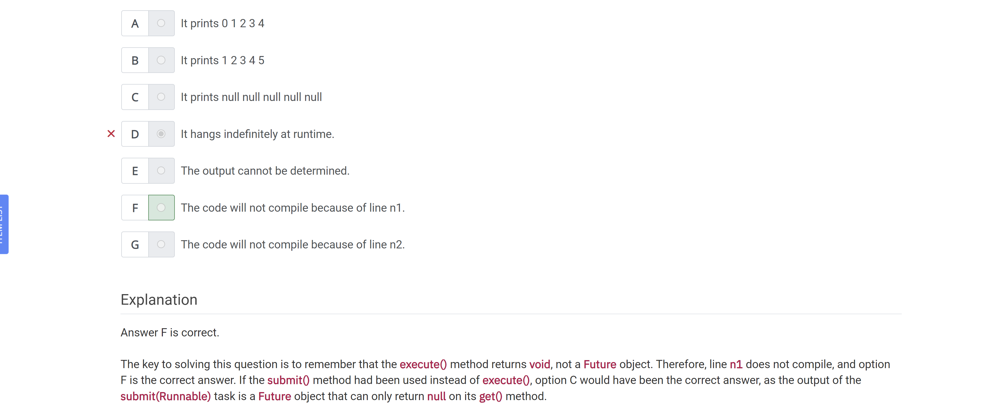 A It prints 0 1 2 3 4
B It prints 1 2 3 4 5
C It prints null null null null null
D It hangs indefinitely at runtime.
E The output cannot be determined.
F The code will not compile because of line n1.
G The code will not compile because of line n2.
Explanation
Answer F is correct.
The key to solving this question is to remember that the execute() method returns void, not a Future object. Therefore, line n1 does not compile, and option
F is the correct answer. If the submit() method had been used instead of execute(), option C would have been the correct answer, as the output of the
submit(Runnable) task is a Future object that can only return null on its get() method.